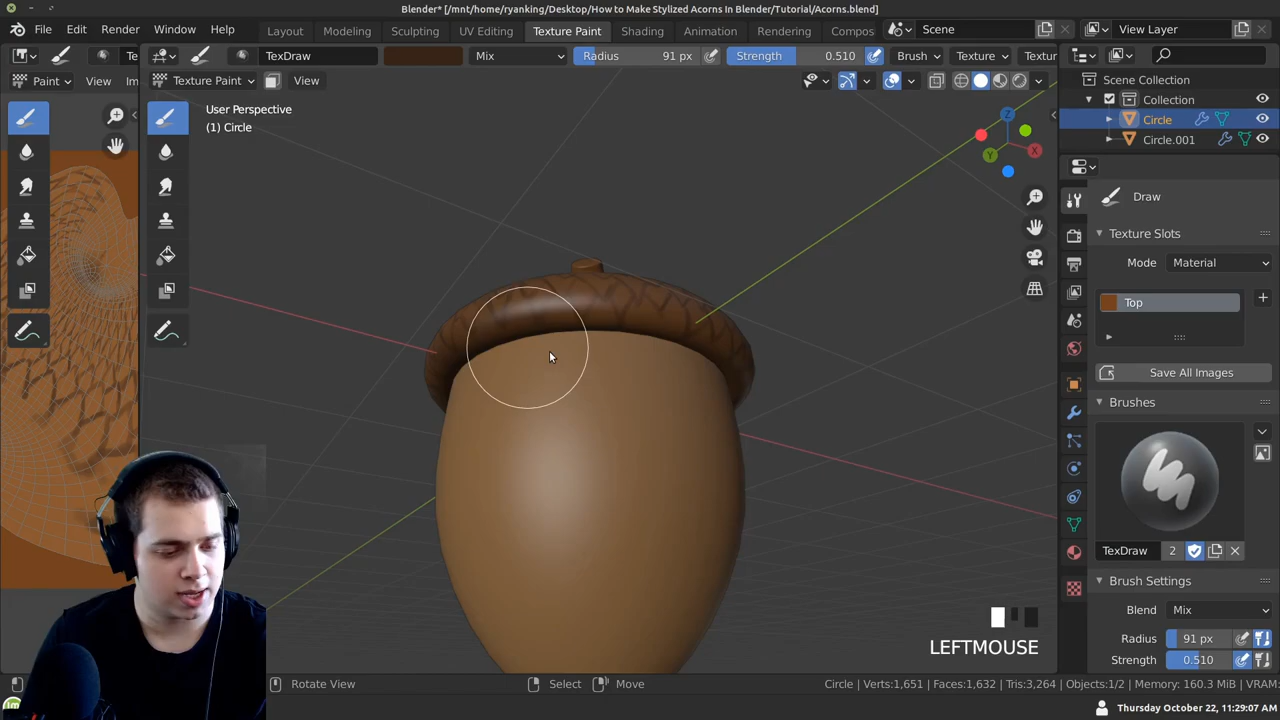 Blender* [/mnt/home/ryanking/Desktop/How to Make Stylized Acorns In Blender/Tutorial/Acorns.blend]
File Edit Render Window Help Layout Modeling Sculpting UV Editing Texture Paint Shading Animation Rendering Compos Scene View Layer
TexDraw Mix Radius 91 px Strength 0.510 Brush Texture Textur
Paint View Te Texture Paint View
Scene Collection
Collection
Circle
Circle.001
User Perspective
(1) Circle
Z
X
Y
Draw
Texture Slots
Mode Material
Top
Save All Images
Brushes
TexDraw 2
Brush Settings
Blend Mix
Radius 91 px
Strength 0.510
LEFTMOUSE
Rotate View Select Move Circle | Verts:1,651 | Faces:1,632 | Tris:3,264 | Objects:1/2 | Memory: 160.3 MiB | 2.90.1
Thursday October 22, 11:29:07 AM